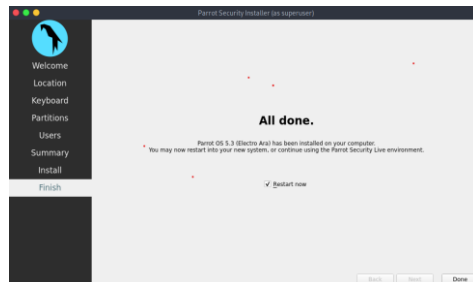 Parrot Security Installer (as superuser)
Welcome
Location
Keyboard
Partitions
Users
Summary
Install
Finish
All done.
Parrot OS 5.3 (Electro Ara) has been installed on your computer.
You may now restart into your new system, or continue using the Parrot Security Live environment.
Restart now
Back
Next
Done